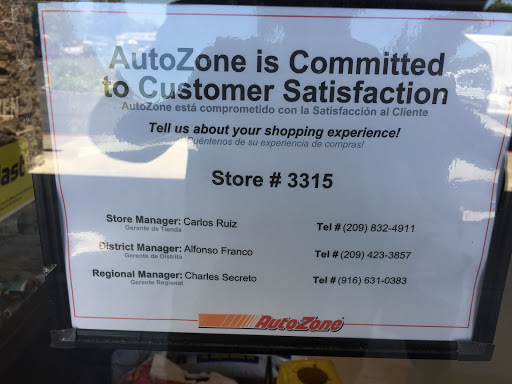 AutoZone is Committed
to Customer Satisfaction
AutoZone está comprometido con la Satisfacción al Cliente
Tell us about your shopping experience!
¡Cuéntenos de su experiencia de compras!
Store # 3315
Store Manager: Carlos Ruiz Tel # (209) 832-4911
Gerente de Tienda
District Manager: Alfonso Franco Tel # (209) 423-3857
Gerente de Distrito
Regional Manager: Charles Secreto Tel # (916) 631-0383
Gerente Regional
AutoZone